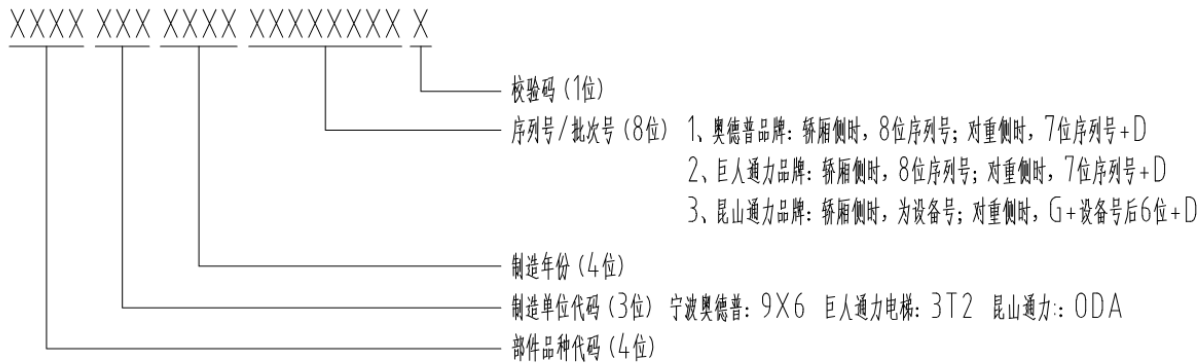 XXXX XXX XXXX XXXXXXXX X
校验码（1位）
序列号/批次号（8位） 1、奥德普品牌：轿厢侧时，8位序列号；对重侧时，7位序列号+D
2、巨人通力品牌：轿厢侧时，8位序列号；对重侧时，7位序列号+D
3、昆山通力品牌：轿厢侧时，为设备号；对重侧时，G+设备号后6位+D
制造年份（4位）
制造单位代码（3位） 宁波奥德普：9X6 巨人通力电梯：3T2 昆山通力:：0DA
部件品种代码（4位）